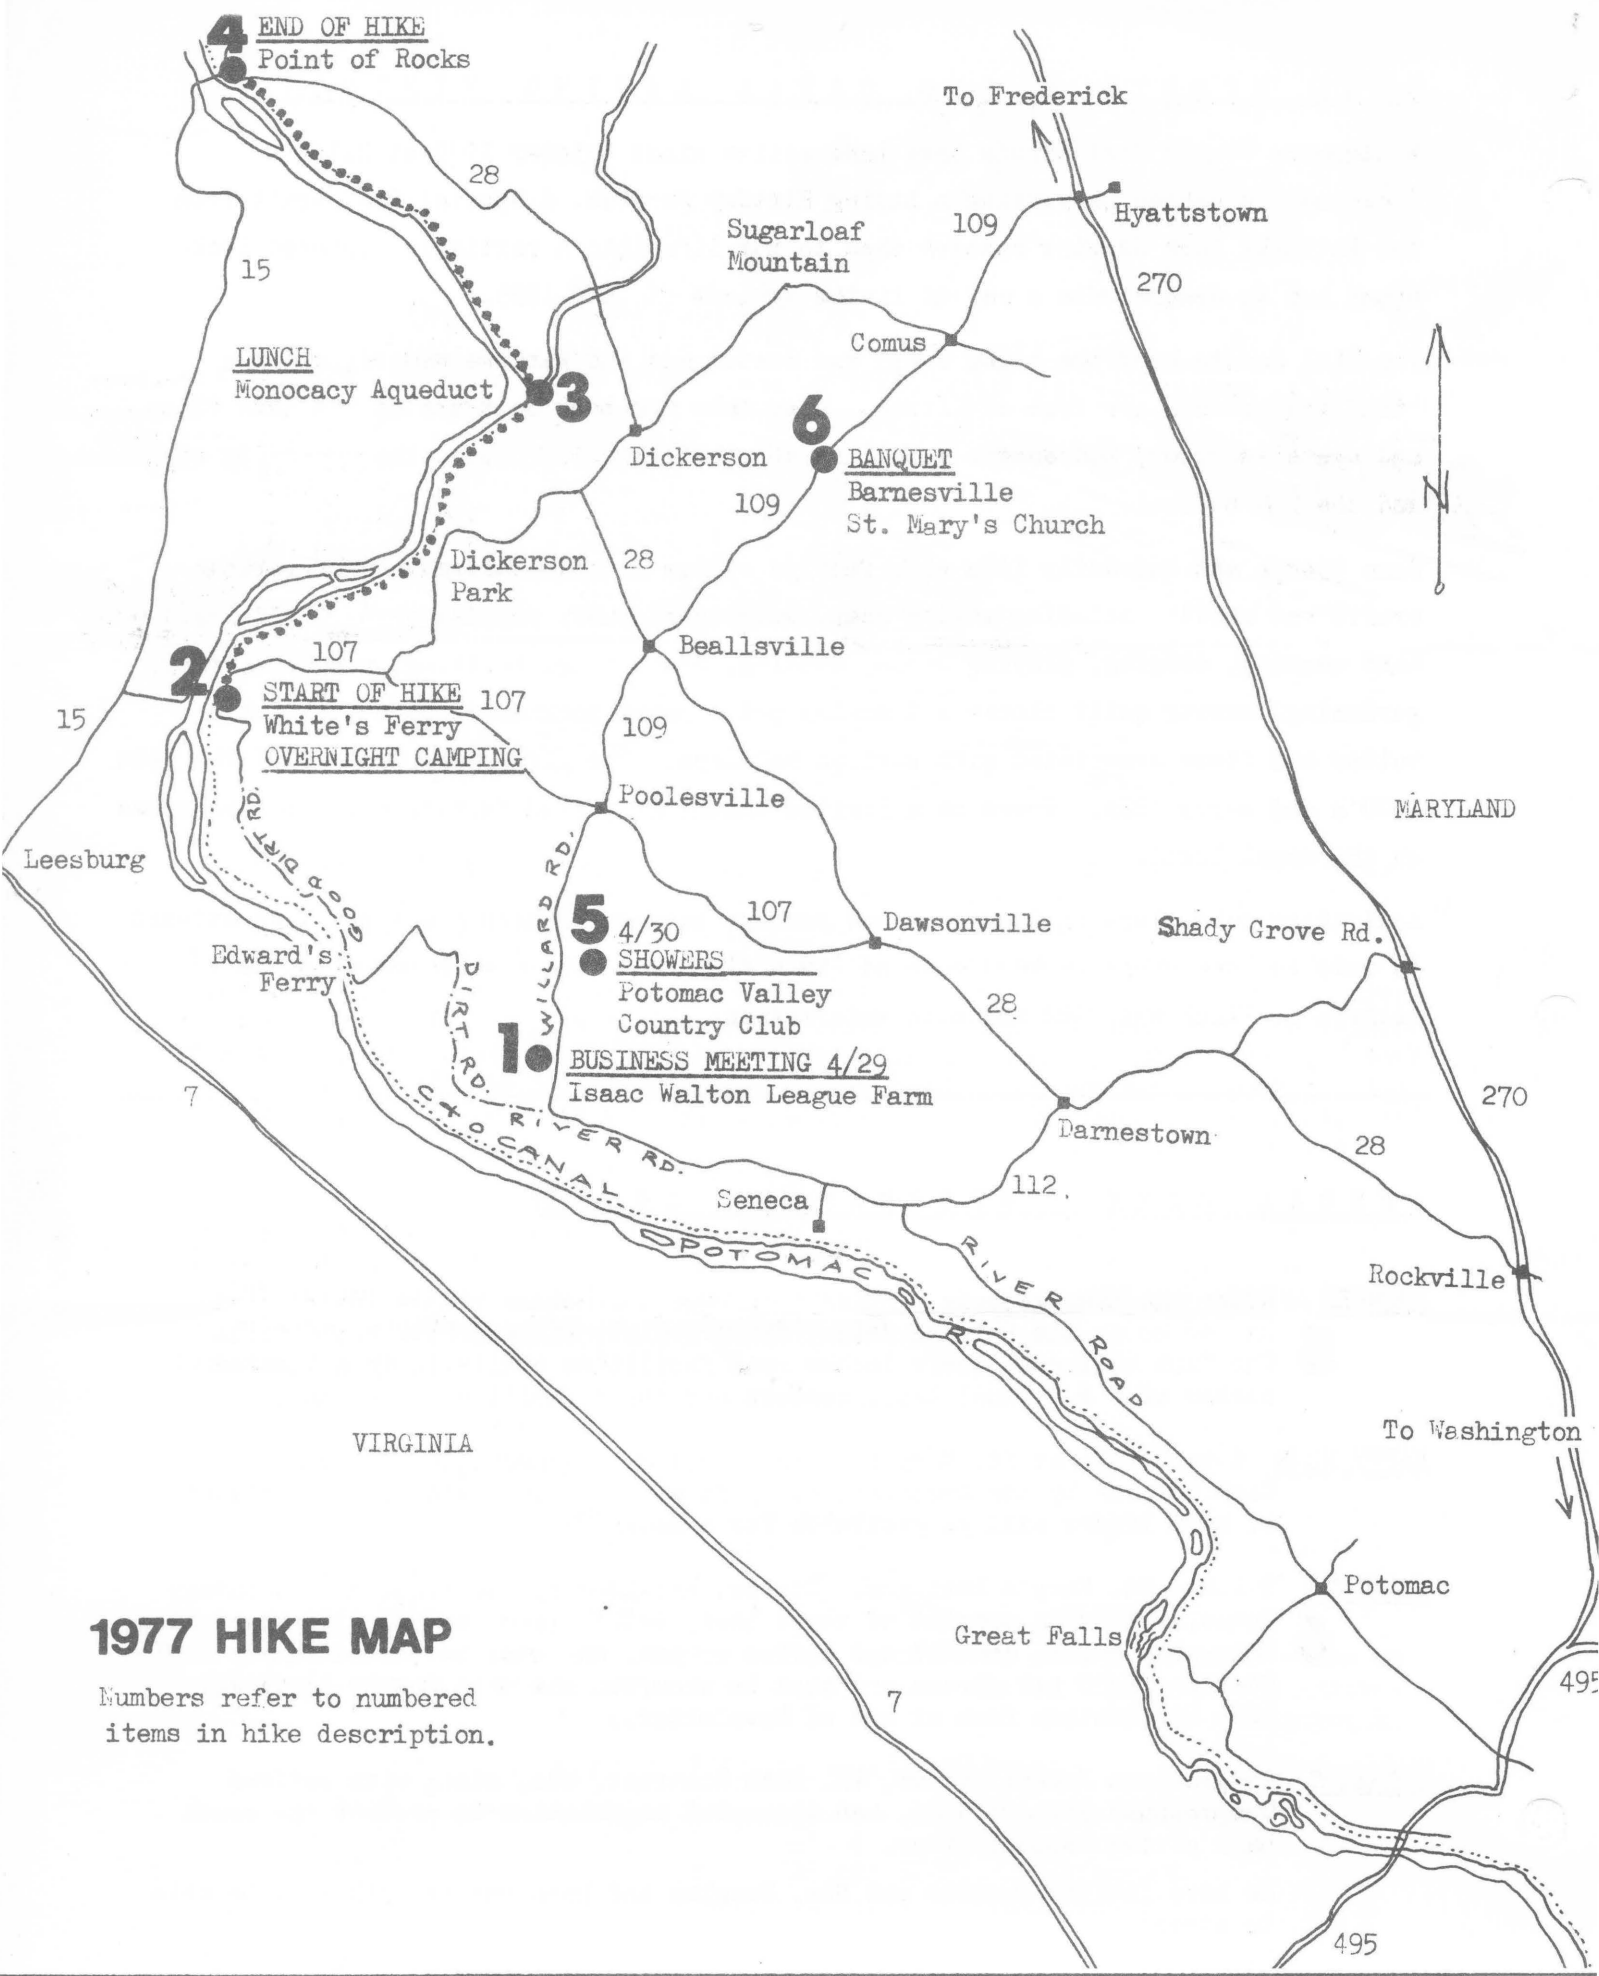 4 END OF HIKE
Point of Rocks
To Frederick
28
109
Hyattstown
Sugarloaf
Mountain
15
270
Comus
LUNCH
Monocacy Aqueduct
3
6
Dickerson
BANQUET
Barnesville
St. Mary's Church
109
N
Dickerson
Park
28
Beallsville
107
2
START OF HIKE
White's Ferry
OVERNIGHT CAMPING
107
15
109
Poolesville
MARYLAND
DIRT RD.
POOR
Leesburg
WILLARD RD.
5
4/30
SHOWERS
Potomac Valley
Country Club
107
Dawsonville
Shady Grove Rd.
Edward's
Ferry
DIRT RD.
28
1
BUSINESS MEETING 4/29
Isaac Walton League Farm
7
270
C & O CANAL
RIVER RD.
Darnestown
28
112
Seneca
POTOMAC R.
RIVER ROAD
Rockville
To Washington
VIRGINIA
Potomac
1977 HIKE MAP
Great Falls
Numbers refer to numbered
items in hike description.
7
495
495